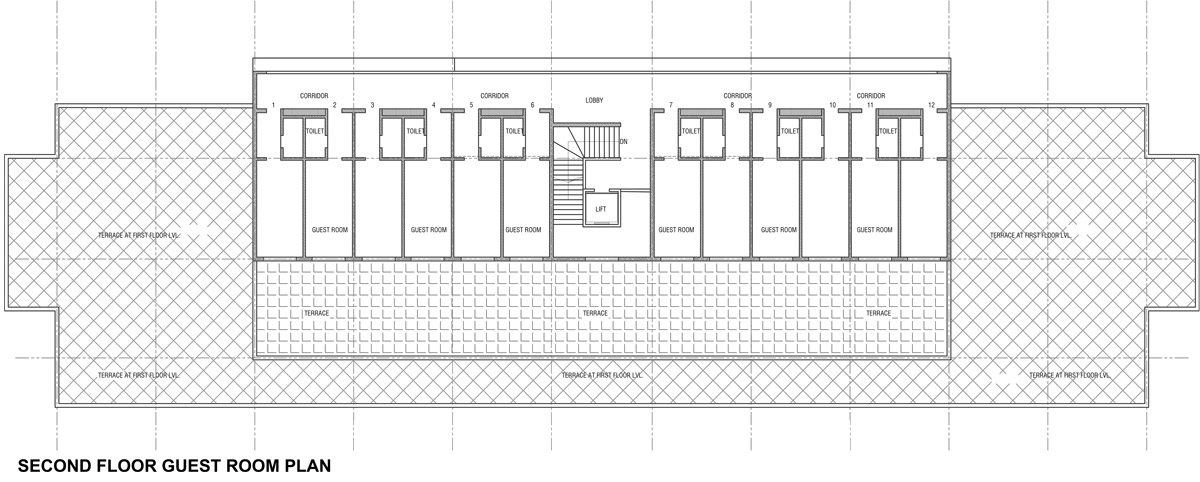 CORRIDOR CORRIDOR LOBBY CORRIDOR CORRIDOR
1 2 3 4 5 6 7 8 9 10 11 12
TOILET TOILET TOILET TOILET TOILET TOILET
DN
LIFT
GUEST ROOM GUEST ROOM GUEST ROOM GUEST ROOM GUEST ROOM GUEST ROOM
TERRACE AT FIRST FLOOR LVL. TERRACE AT FIRST FLOOR LVL.
TERRACE TERRACE TERRACE
TERRACE AT FIRST FLOOR LVL. TERRACE AT FIRST FLOOR LVL. TERRACE AT FIRST FLOOR LVL.
SECOND FLOOR GUEST ROOM PLAN